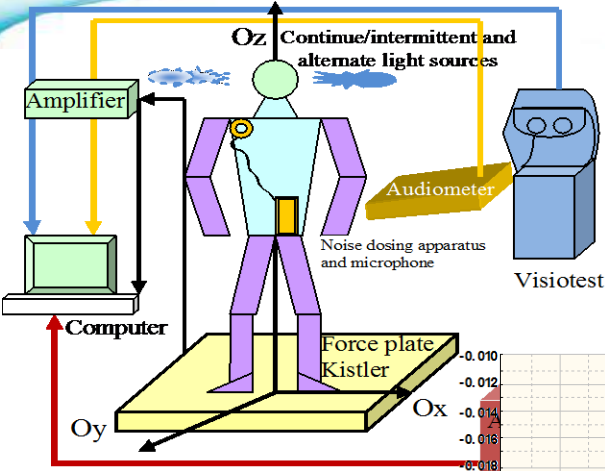 Oz
Continue/intermittent and
alternate light sources
Amplifier
Audiometer
Noise dosing apparatus
and microphone
Visiotest
Computer
Force plate
Kistler
Ox
Oy
-0.010
-0.012
-0.014
A
-0.016
-0.018